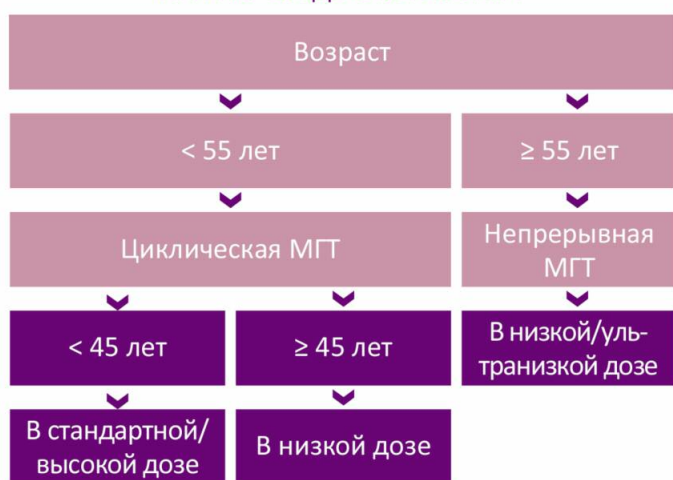 Возраст
< 55 лет
≥ 55 лет
Циклическая МГТ
Непрерывная
МГТ
< 45 лет
≥ 45 лет
В низкой/уль-
транизкой дозе
В стандартной/
высокой дозе
В низкой дозе